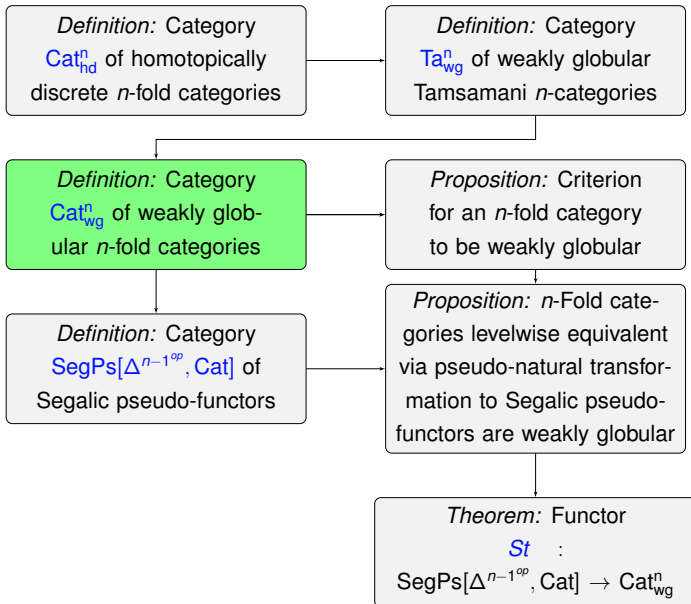 Definition: Category
Cat^n_hd of homotopically
discrete n-fold categories
Definition: Category
Ta^n_wg of weakly globular
Tamsamani n-categories
Definition: Category
Cat^n_wg of weakly glob-
ular n-fold categories
Proposition: Criterion
for an n-fold category
to be weakly globular
Definition: Category
SegPs[Δ^{n-1^{op}}, Cat] of
Segalic pseudo-functors
Proposition: n-Fold cate-
gories levelwise equivalent
via pseudo-natural transfor-
mation to Segalic pseudo-
functors are weakly globular
Theorem: Functor
St :
SegPs[Δ^{n-1^{op}}, Cat] → Cat^n_wg